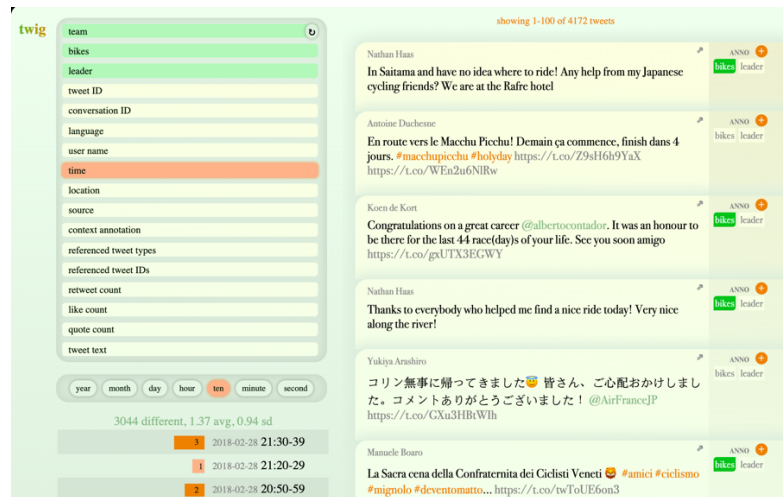 twig
team
bikes
leader
tweet ID
conversation ID
language
user name
time
location
source
context annotation
referenced tweet types
referenced tweet IDs
retweet count
like count
quote count
tweet text
year month day hour ten minute second
3044 different, 1.37 avg, 0.94 sd
3 2018-02-28 21:30-39
1 2018-02-28 21:20-29
2 2018-02-28 20:50-59
showing 1-100 of 4172 tweets
Nathan Haas
ANNO +
bikes leader
In Saitama and have no idea where to ride! Any help from my Japanese
cycling friends? We are at the Rafre hotel
Antoine Duchesne
ANNO +
bikes leader
En route vers le Macchu Picchu! Demain ça commence, finish dans 4
jours. #macchupicchu #holyday https://t.co/Z9sH6h9YaX
https://t.co/WEn2u6NlRw
Koen de Kort
ANNO +
bikes leader
Congratulations on a great career @albertocontador. It was an honour to
be there for the last 44 race(day)s of your life. See you soon amigo
https://t.co/gxUTX3EGWY
Nathan Haas
ANNO +
bikes leader
Thanks to everybody who helped me find a nice ride today! Very nice
along the river!
Yukiya Arashiro
ANNO +
bikes leader
コリン無事に帰ってきました😇 皆さん、ご心配おかけしまし
た。コメントありがとうございました！ @AirFranceJP
https://t.co/GXu3HBtWIh
Manuele Boaro
ANNO +
bikes leader
La Sacra cena della Confraternita dei Ciclisti Veneti 😆 #amici #ciclismo
#mignolo #deventomatto... https://t.co/twToUE6on3